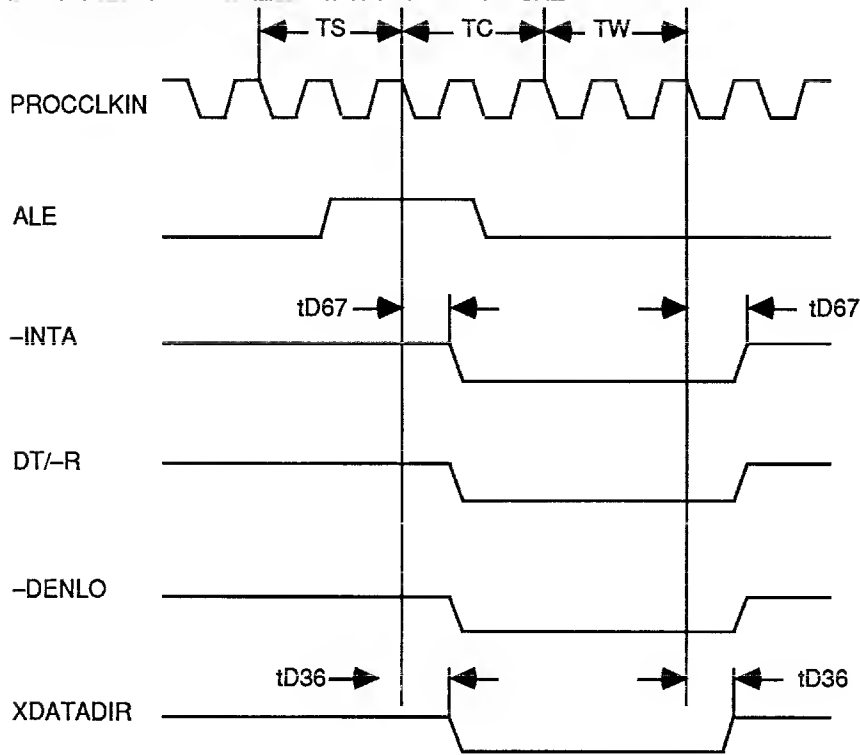 TS TC TW
PROCCLKIN
ALE
tD67 tD67
–INTA
DT/–R
–DENLO
tD36 tD36
XDATADIR